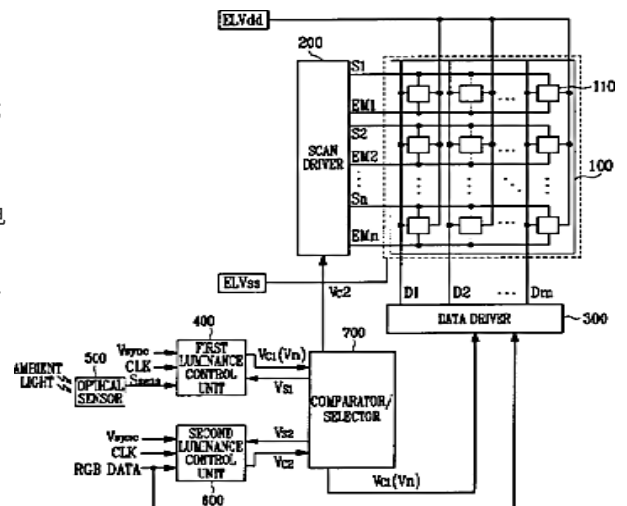 ELVdd
200
S1
110
EM1
S2
SCAN
DRIVER
EM2
100
Sn
EMn
ELVss
Vc2
D1 D2 ... Dm
DATA DRIVER
300
400
700
500
Vsync
FIRST
LUMINANCE
CONTROL
UNIT
Vc1(Vn)
CLK
AMBIENT
LIGHT
OPTICAL
SENSOR
Ssens
Vs1
COMPARATOR/
SELECTOR
Vsync
SECOND
LUMINANCE
CONTROL
UNIT
Vs2
CLK
Vc2
RGB DATA
600
Vc1(Vn)